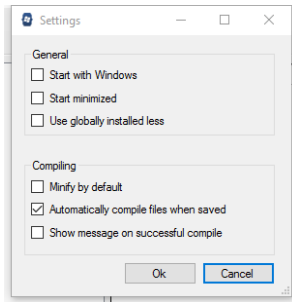 Settings
General
Start with Windows
Start minimized
Use globally installed less
Compiling
Minify by default
Automatically compile files when saved
Show message on successful compile
Ok Cancel